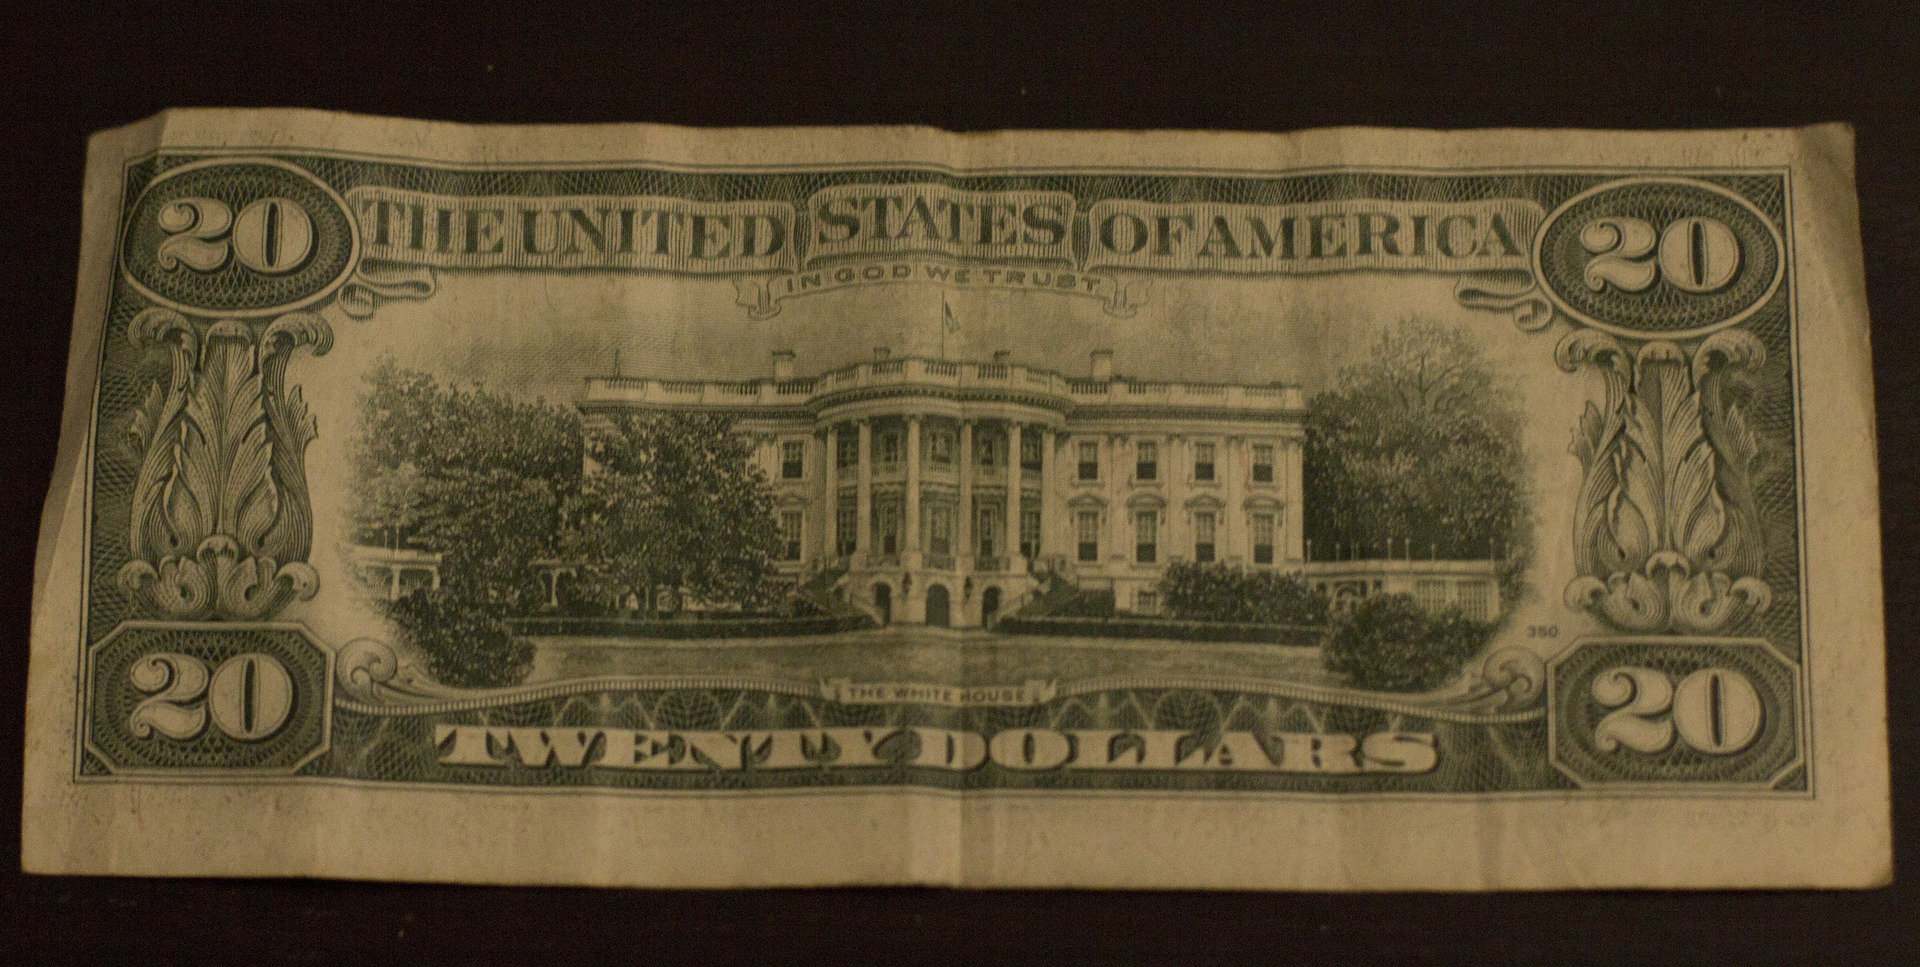 20 THE UNITED STATES OF AMERICA 20
IN GOD WE TRUST
350
THE WHITE HOUSE
20 TWENTY DOLLARS 20